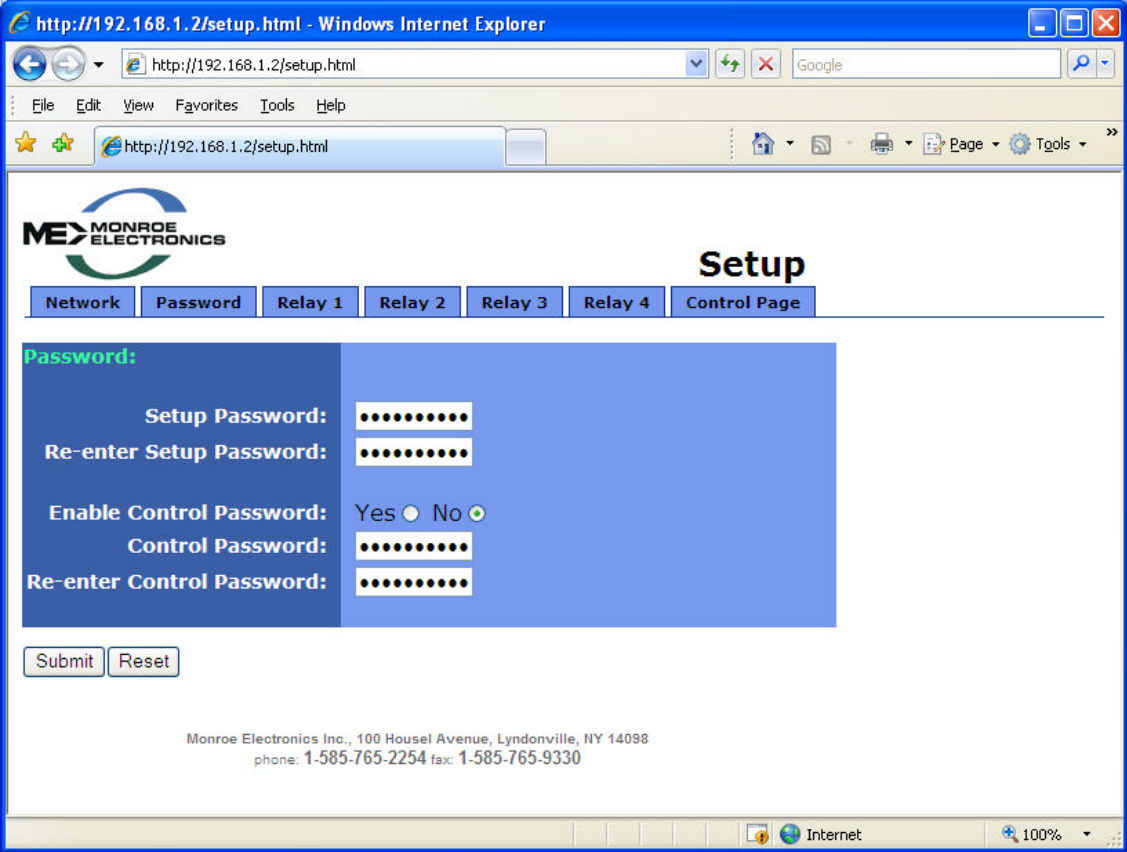 http://192.168.1.2/setup.html - Windows Internet Explorer
http://192.168.1.2/setup.html
Google
File Edit View Favorites Tools Help
http://192.168.1.2/setup.html
Page Tools »
ME MONROE
ELECTRONICS
Setup
Network Password Relay 1 Relay 2 Relay 3 Relay 4 Control Page
Password:
Setup Password: ••••••••••
Re-enter Setup Password: ••••••••••
Enable Control Password: Yes No
Control Password: ••••••••••
Re-enter Control Password: ••••••••••
Submit Reset
Monroe Electronics Inc., 100 Housel Avenue, Lyndonville, NY 14098
phone: 1-585-765-2254 fax: 1-585-765-9330
Internet 100%